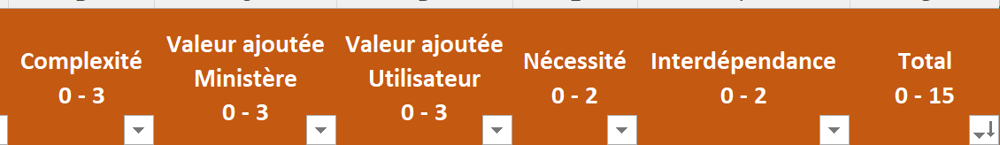 Complexité
0 - 3
Valeur ajoutée
Ministère
0 - 3
Valeur ajoutée
Utilisateur
0 - 3
Nécessité
0 - 2
Interdépendance
0 - 2
Total
0 - 15